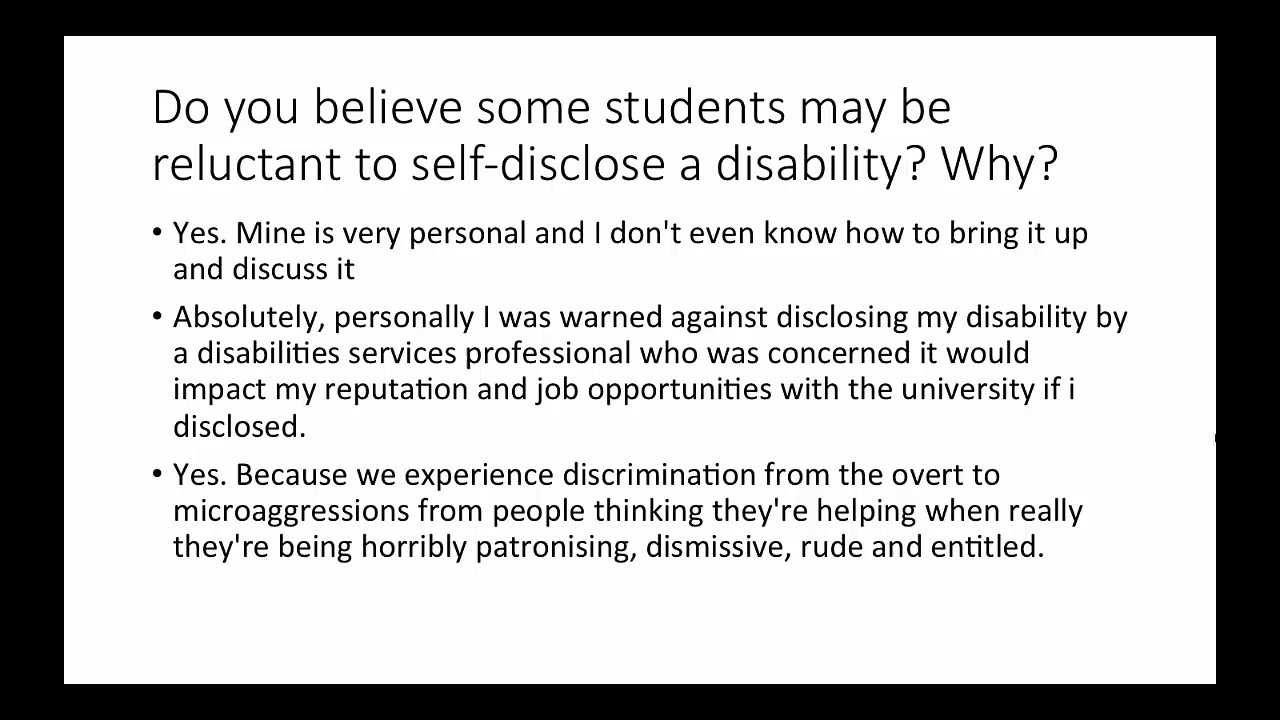 Do you believe some students may be
reluctant to self-disclose a disability? Why?
• Yes. Mine is very personal and I don't even know how to bring it up
and discuss it
• Absolutely, personally I was warned against disclosing my disability by
a disabilities services professional who was concerned it would
impact my reputation and job opportunities with the university if i
disclosed.
• Yes. Because we experience discrimination from the overt to
microaggressions from people thinking they're helping when really
they're being horribly patronising, dismissive, rude and entitled.